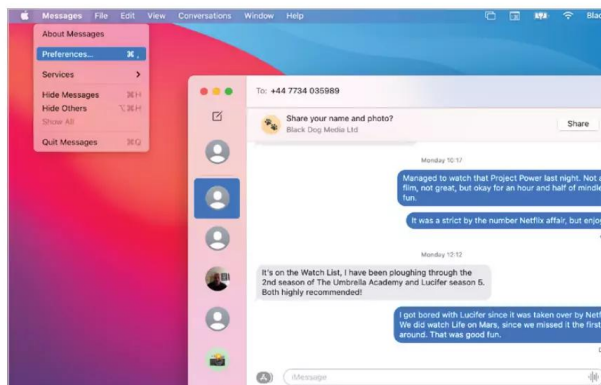 Messages File Edit View Conversations Window Help
About Messages
Preferences... ⌘ ,
Services >
Hide Messages ⌘H
Hide Others ⌥⌘H
Show All
Quit Messages ⌘Q
To: +44 7734 035989
Share your name and photo?
Black Dog Media Ltd
Share
Monday 10:17
Managed to watch that Project Power last night. Not
film, not great, but okay for an hour and half of
fun.
It was a strict by the number Netflix affair, but
Monday 12:12
It's on the Watch List, I have been ploughing through the
2nd season of The Umbrella Academy and Lucifer season 5.
Both highly recommended!
I got bored with Lucifer since it was taken over by
We did watch Life on Mars, since we missed it the first
around. That was good fun.
iMessage